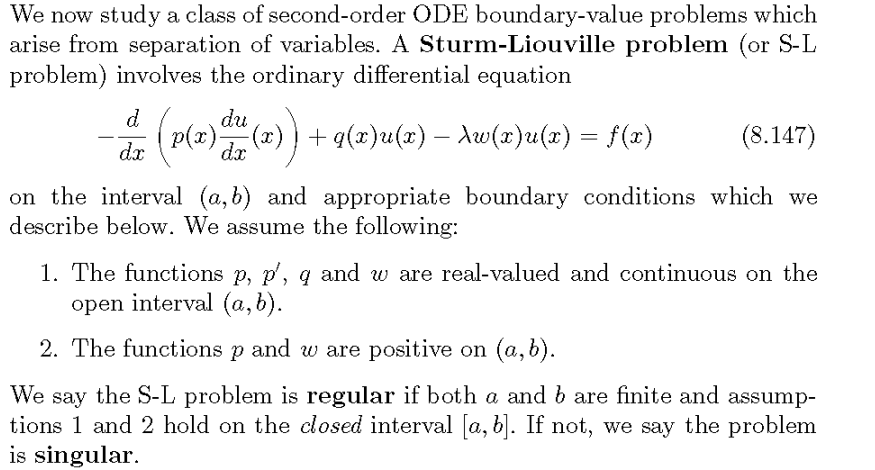 We now study a class of second-order ODE boundary-value problems which
arise from separation of variables. A Sturm-Liouville problem (or S-L
problem) involves the ordinary differential equation
−d/dx (p(x) du/dx (x)) + q(x)u(x) − λw(x)u(x) = f(x) (8.147)
on the interval (a, b) and appropriate boundary conditions which we
describe below. We assume the following:
1. The functions p, p′, q and w are real-valued and continuous on the
open interval (a, b).
2. The functions p and w are positive on (a, b).
We say the S-L problem is regular if both a and b are finite and assump-
tions 1 and 2 hold on the closed interval [a, b]. If not, we say the problem
is singular.